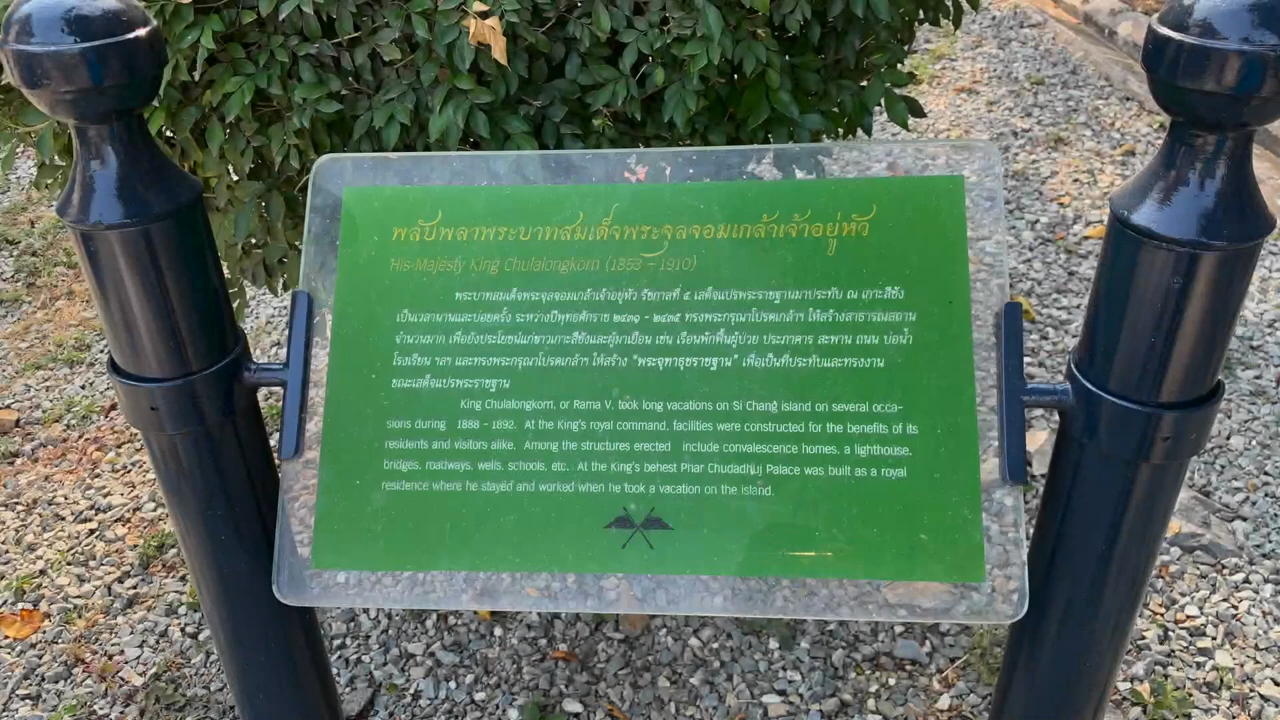 พลับพลาพระบาทสมเด็จพระจุลจอมเกล้าเจ้าอยู่หัว
His Majesty King Chulalongkorn (1853 – 1910)
พระบาทสมเด็จพระจุลจอมเกล้าเจ้าอยู่หัว รัชกาลที่ ๕ เสด็จแปรพระราชฐานมาประทับ ณ เกาะสีชัง
เป็นเวลานานและบ่อยครั้ง ระหว่างปีพุทธศักราช ๒๔๓๑ - ๒๔๓๕ ทรงพระกรุณาโปรดเกล้าฯ ให้สร้างสาธารณสถาน
จำนวนมาก เพื่อยังประโยชน์แก่ชาวเกาะสีชังและผู้มาเยือน เช่น เรือนพักฟื้นผู้ป่วย ประภาคาร สะพาน ถนน บ่อน้ำ
โรงเรียน ฯลฯ และทรงพระกรุณาโปรดเกล้าฯ ให้สร้าง "พระจุฑาธุชราชฐาน" เพื่อเป็นที่ประทับและทรงงาน
ขณะเสด็จแปรพระราชฐาน
King Chulalongkorn, or Rama V, took long vacations on Si Chang island on several occa-
sions during 1888 - 1892. At the King's royal command, facilities were constructed for the benefits of its
residents and visitors alike. Among the structures erected include convalescence homes, a lighthouse,
bridges, roadways, wells, schools, etc. At the King's behest Phar Chudadhuj Palace was built as a royal
residence where he stayed and worked when he took a vacation on the island.